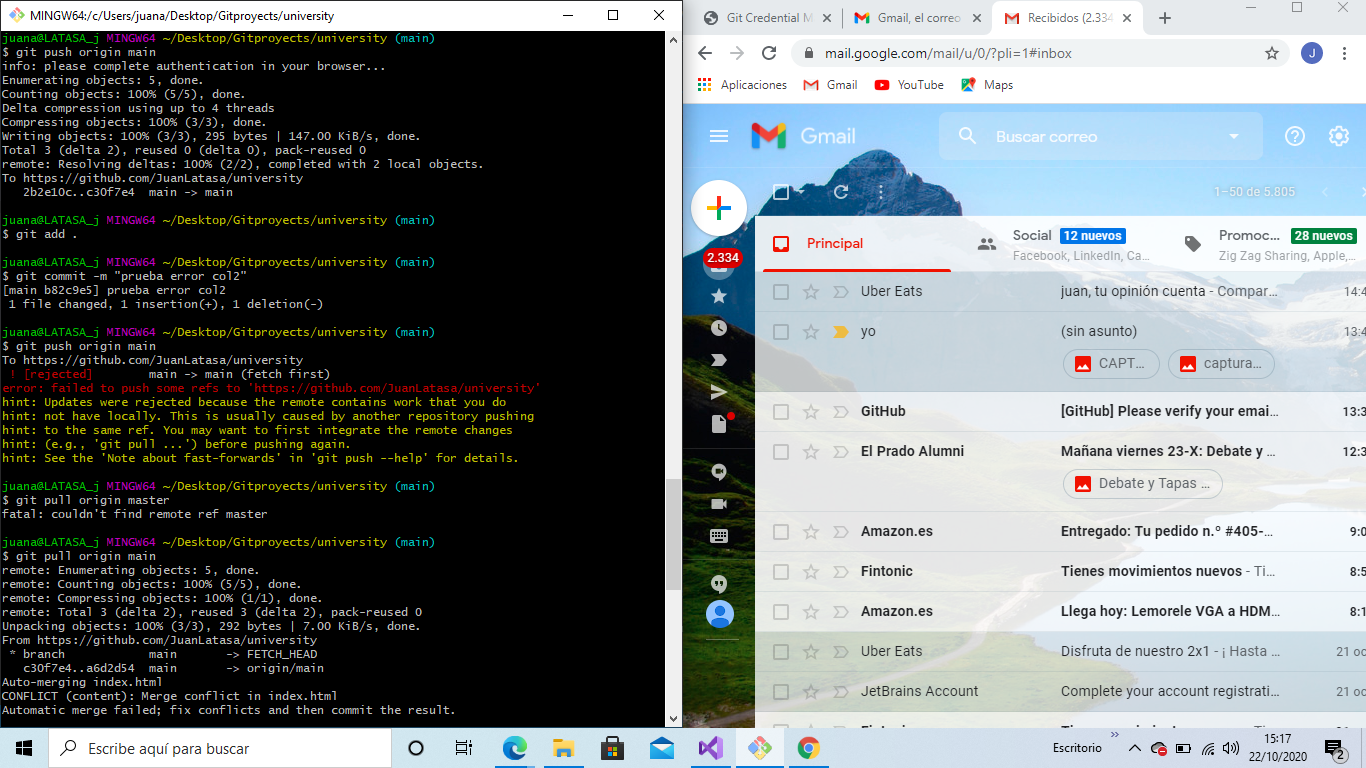 MINGW64:/c/Users/juana/Desktop/Gitproyects/university
juana@LATASA_j MINGW64 ~/Desktop/Gitproyects/university (main)
$ git push origin main
info: please complete authentication in your browser...
Enumerating objects: 5, done.
Counting objects: 100% (5/5), done.
Delta compression using up to 4 threads
Compressing objects: 100% (3/3), done.
Writing objects: 100% (3/3), 295 bytes | 147.00 KiB/s, done.
Total 3 (delta 2), reused 0 (delta 0), pack-reused 0
remote: Resolving deltas: 100% (2/2), completed with 2 local objects.
To https://github.com/JuanLatasa/university
2b2e10c..c30f7e4  main -> main
juana@LATASA_j MINGW64 ~/Desktop/Gitproyects/university (main)
$ git add .
juana@LATASA_j MINGW64 ~/Desktop/Gitproyects/university (main)
$ git commit -m "prueba error col2"
[main b82c9e5] prueba error col2
1 file changed, 1 insertion(+), 1 deletion(-)
juana@LATASA_j MINGW64 ~/Desktop/Gitproyects/university (main)
$ git push origin main
To https://github.com/JuanLatasa/university
! [rejected]        main -> main (fetch first)
error: failed to push some refs to 'https://github.com/JuanLatasa/university'
hint: Updates were rejected because the remote contains work that you do
hint: not have locally. This is usually caused by another repository pushing
hint: to the same ref. You may want to first integrate the remote changes
hint: (e.g., 'git pull ...') before pushing again.
hint: See the 'Note about fast-forwards' in 'git push --help' for details.
juana@LATASA_j MINGW64 ~/Desktop/Gitproyects/university (main)
$ git pull origin master
fatal: couldn't find remote ref master
juana@LATASA_j MINGW64 ~/Desktop/Gitproyects/university (main)
$ git pull origin main
remote: Enumerating objects: 5, done.
remote: Counting objects: 100% (5/5), done.
remote: Compressing objects: 100% (1/1), done.
remote: Total 3 (delta 2), reused 3 (delta 2), pack-reused 0
Unpacking objects: 100% (3/3), 292 bytes | 7.00 KiB/s, done.
From https://github.com/JuanLatasa/university
* branch            main       -> FETCH_HEAD
c30f7e4..a6d2d54  main       -> origin/main
Auto-merging index.html
CONFLICT (content): Merge conflict in index.html
Automatic merge failed; fix conflicts and then commit the result.
Git Credential M
Gmail, el correo
Recibidos (2.334
mail.google.com/mail/u/0/?pli=1#inbox
J
Aplicaciones Gmail YouTube Maps
Gmail
Buscar correo
1–50 de 5.805
2.334
Principal
Social 12 nuevos
Facebook, LinkedIn, Ca...
Promoc... 28 nuevos
Zig Zag Sharing, Apple,...
Uber Eats juan, tu opinión cuenta - Compar... 14:4
yo (sin asunto) 13:4
CAPT... captura...
GitHub [GitHub] Please verify your emai... 13:3
El Prado Alumni Mañana viernes 23-X: Debate y ... 12:3
Debate y Tapas ...
Amazon.es Entregado: Tu pedido n.º #405-... 9:0
Fintonic Tienes movimientos nuevos - Ti... 8:5
Amazon.es Llega hoy: Lemorele VGA a HDM... 8:1
Uber Eats Disfruta de nuestro 2x1 - ¡ Hasta ... 21 oc
JetBrains Account Complete your account registrati... 21 oc
Escribe aquí para buscar
Escritorio
15:17
22/10/2020
2